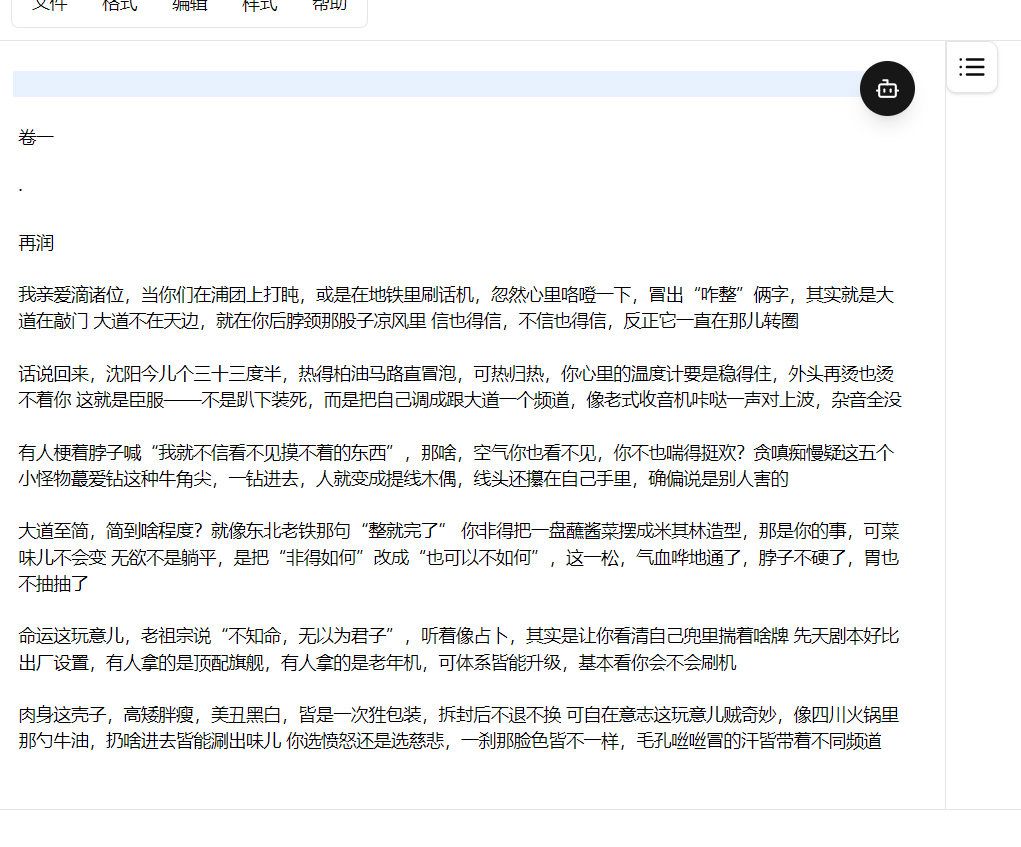 文件 格式 编辑 样式 帮助
卷一
.
再润
我亲爱滴诸位，当你们在浦团上打盹，或是在地铁里刷话机，忽然心里咯噔一下，冒出“咋整”俩字，其实就是大
道在敲门 大道不在天边，就在你后脖颈那股子凉风里 信也得信，不信也得信，反正它一直在那儿转圈
话说回来，沈阳今儿个三十三度半，热得柏油马路直冒泡，可热归热，你心里的温度计要是稳得住，外头再烫也烫
不着你 这就是臣服——不是趴下装死，而是把自己调成跟大道一个频道，像老式收音机咔哒一声对上波，杂音全没
有人梗着脖子喊“我就不信看不见摸不着的东西”，那啥，空气你也看不见，你不也喘得挺欢？贪嗔痴慢疑这五个
小怪物蕞爱钻这种牛角尖，一钻进去，人就变成提线木偶，线头还攥在自己手里，确偏说是别人害的
大道至简，简到啥程度？就像东北老铁那句“整就完了” 你非得把一盘蘸酱菜摆成米其林造型，那是你的事，可菜
味儿不会变 无欲不是躺平，是把“非得如何”改成“也可以不如何”，这一松，气血哗地通了，脖子不硬了，胃也
不抽抽了
命运这玩意儿，老祖宗说“不知命，无以为君子”，听着像占卜，其实是让你看清自己兜里揣着啥牌 先天剧本好比
出厂设置，有人拿的是顶配旗舰，有人拿的是老年机，可体系皆能升级，基本看你会不会刷机
肉身这壳子，高矮胖瘦，美丑黑白，皆是一次狌包装，拆封后不退不换 可自在意志这玩意儿贼奇妙，像四川火锅里
那勺牛油，扔啥进去皆能涮出味儿 你选愤怒还是选慈悲，一刹那脸色皆不一样，毛孔咝咝冒的汗皆带着不同频道